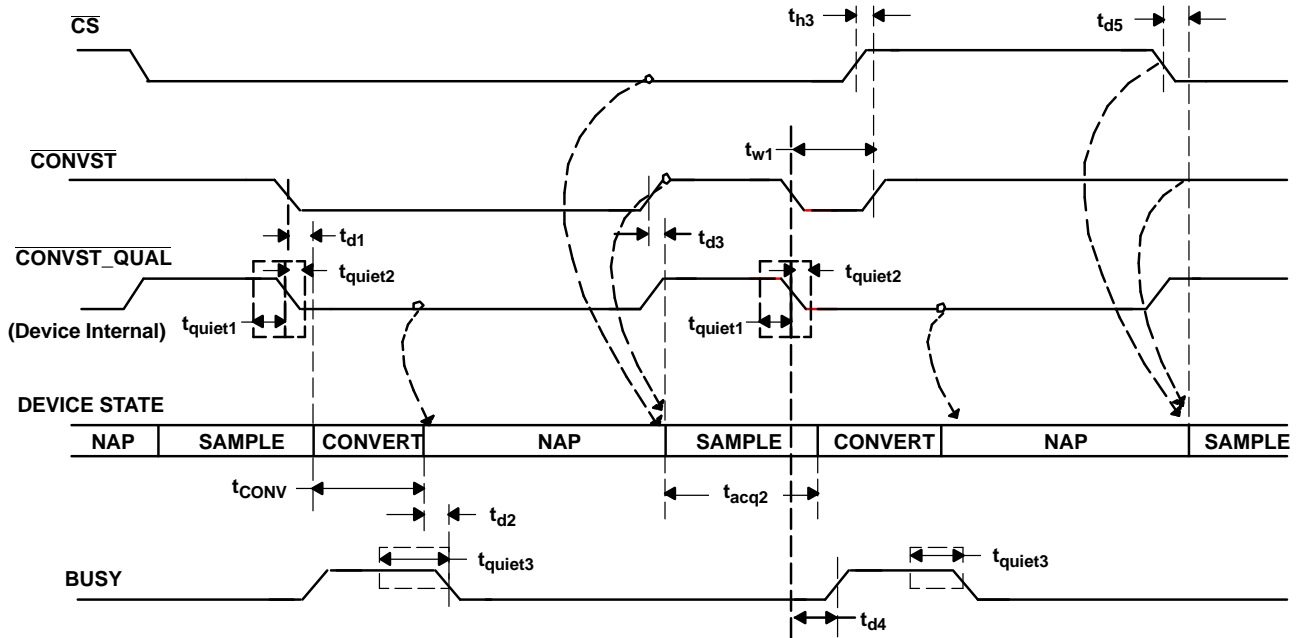 CS
th3
td5
CONVST
tw1
td1
td3
CONVST_QUAL
tquiet2
tquiet2
tquiet1
tquiet1
(Device Internal)
DEVICE STATE
NAP SAMPLE CONVERT NAP SAMPLE CONVERT NAP SAMPLE
tCONV
tacq2
td2
BUSY
tquiet3
tquiet3
td4